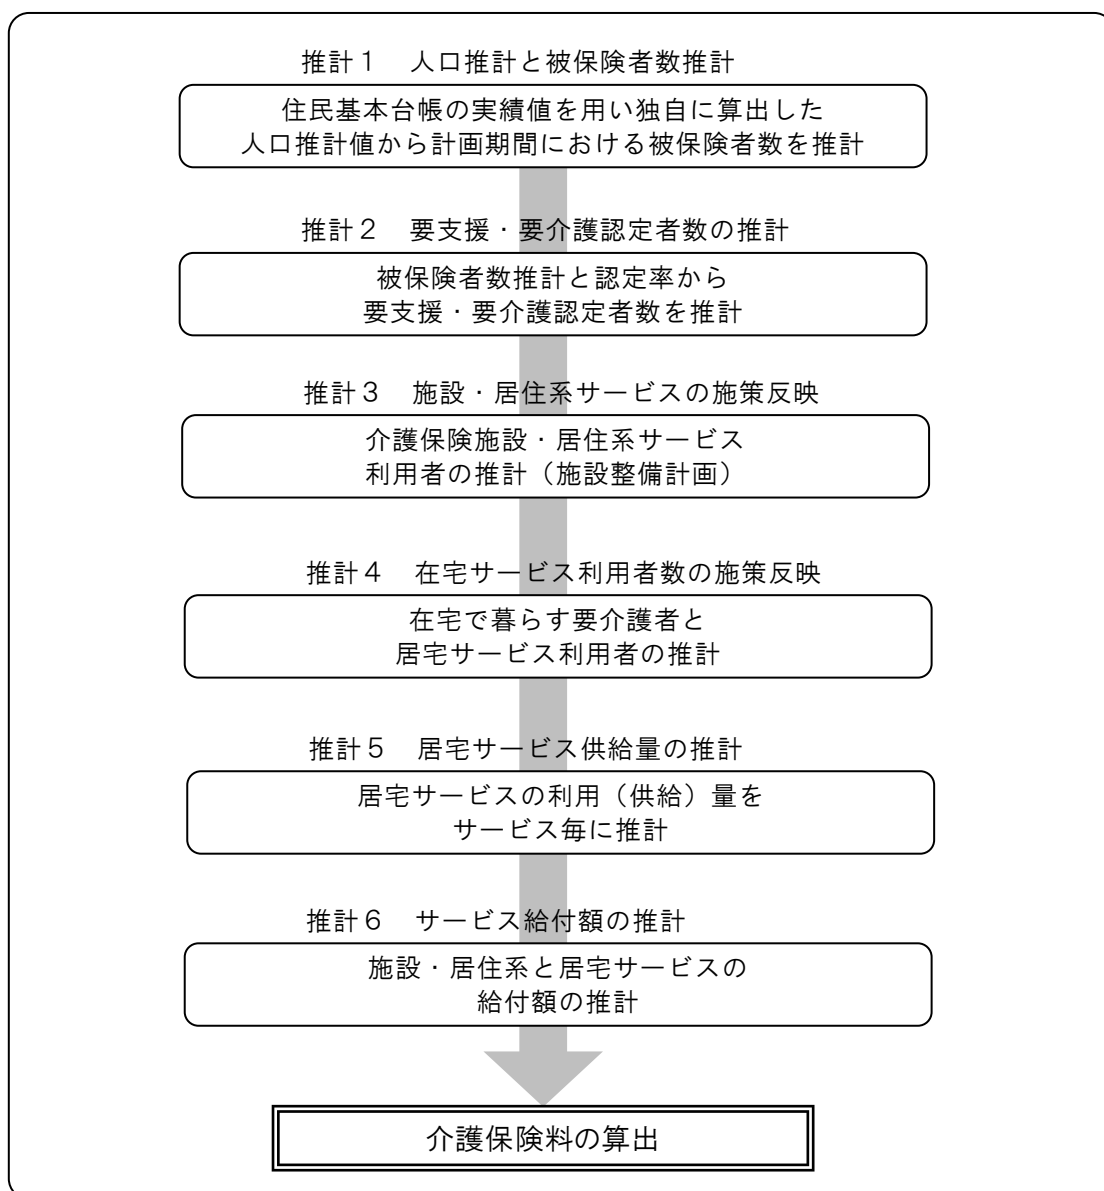 推計１　人口推計と被保険者数推計
住民基本台帳の実績値を用い独自に算出した
人口推計値から計画期間における被保険者数を推計
推計２　要支援・要介護認定者数の推計
被保険者数推計と認定率から
要支援・要介護認定者数を推計
推計３　施設・居住系サービスの施策反映
介護保険施設・居住系サービス
利用者の推計（施設整備計画）
推計４　在宅サービス利用者数の施策反映
在宅で暮らす要介護者と
居宅サービス利用者の推計
推計５　居宅サービス供給量の推計
居宅サービスの利用（供給）量を
サービス毎に推計
推計６　サービス給付額の推計
施設・居住系と居宅サービスの
給付額の推計
介護保険料の算出